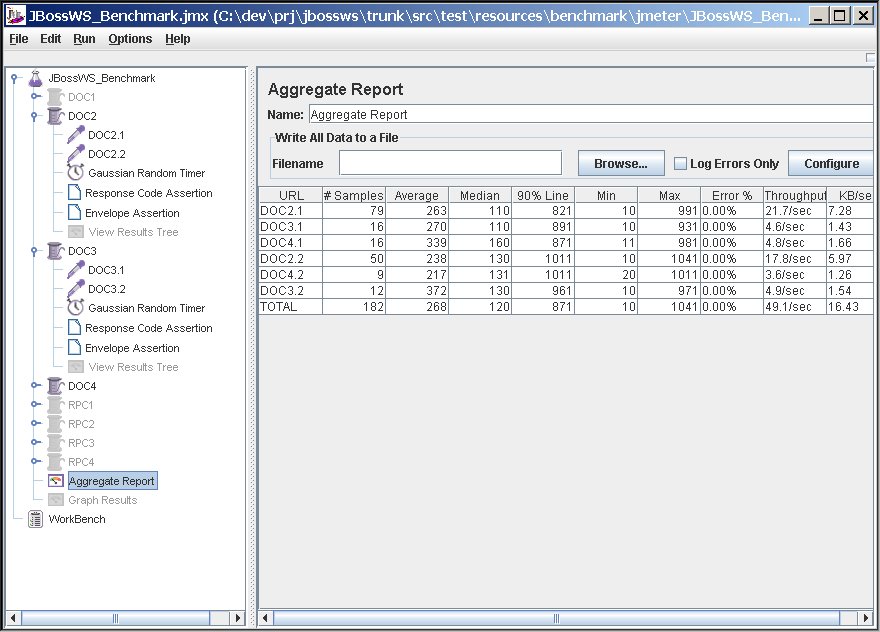 JBossWS_Benchmark.jmx (C:\dev\prj\jbossws\trunk\src\test\resources\benchmark\jmeter\JBossWS_Ben...
File Edit Run Options Help
JBossWS_Benchmark
DOC1
DOC2
DOC2.1
DOC2.2
Gaussian Random Timer
Response Code Assertion
Envelope Assertion
View Results Tree
DOC3
DOC3.1
DOC3.2
Gaussian Random Timer
Response Code Assertion
Envelope Assertion
View Results Tree
DOC4
RPC1
RPC2
RPC3
RPC4
Aggregate Report
Graph Results
WorkBench
Aggregate Report
Name: Aggregate Report
Write All Data to a File
Filename Browse... Log Errors Only Configure
URL # Samples Average Median 90% Line Min Max Error % Throughput KB/se
DOC2.1 79 263 110 821 10 991 0.00% 21.7/sec 7.28
DOC3.1 16 270 110 891 10 931 0.00% 4.6/sec 1.43
DOC4.1 16 339 160 871 11 981 0.00% 4.8/sec 1.66
DOC2.2 50 238 130 1011 10 1041 0.00% 17.8/sec 5.97
DOC4.2 9 217 131 1011 20 1011 0.00% 3.6/sec 1.26
DOC3.2 12 372 130 961 10 971 0.00% 4.9/sec 1.54
TOTAL 182 268 120 871 10 1041 0.00% 49.1/sec 16.43